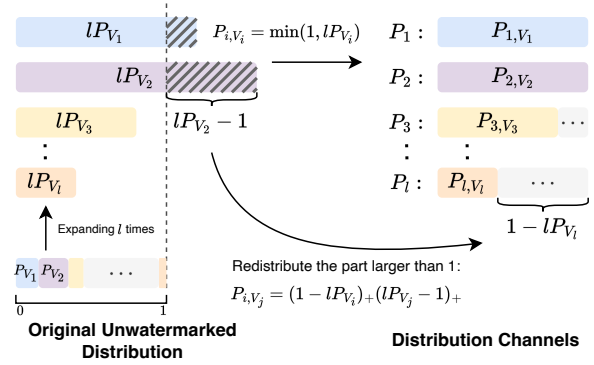 lP_{V_1} P_{i,V_i} = min(1, lP_{V_i}) P_1 : P_{1,V_1}
lP_{V_2} P_2 : P_{2,V_2}
lP_{V_2} − 1
lP_{V_3} P_3 : P_{3,V_3} ...
⋮ ⋮ ⋮
lP_{V_l} P_l : P_{l,V_l} ...
Expanding l times
1 − lP_{V_l}
P_{V_1} P_{V_2} ...
0 1
Redistribute the part larger than 1:
P_{i,V_j} = (1 − lP_{V_i})_+(lP_{V_j} − 1)_+
Original Unwatermarked
Distribution
Distribution Channels